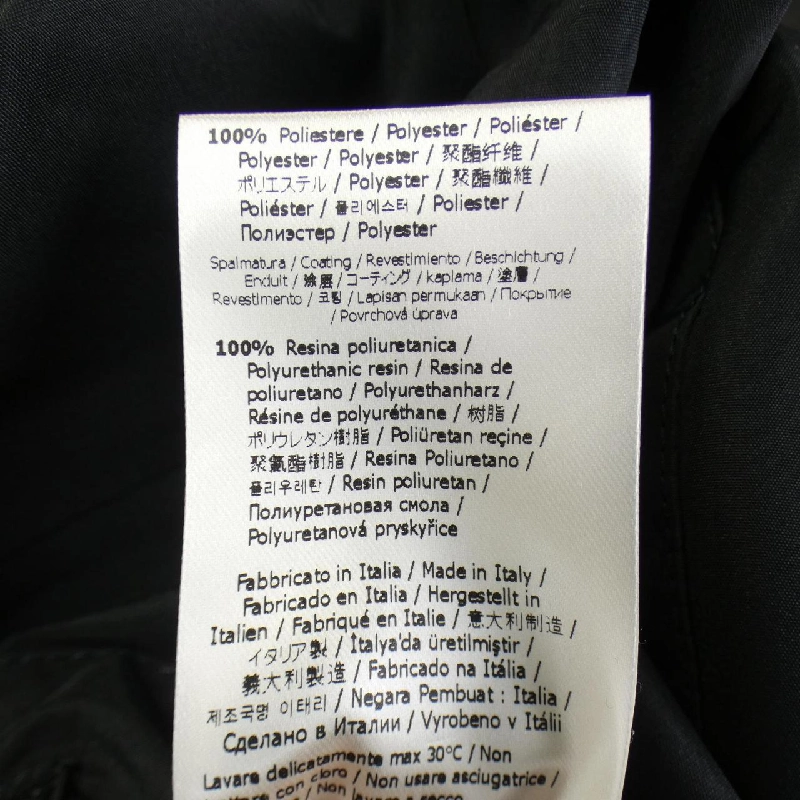 100% Poliestere / Polyester / Poliéster /
Polyester / Polyester / 聚酯纤维 /
ポリエステル / Polyester / 聚酯纖維 /
Poliéster / 폴리에스터 / Poliester /
Полиэстер / Polyester
Spalmatura / Coating / Revestimiento / Beschichtung /
Enduit / 涂层 / コーティング / kaplama / 塗層 /
Revestimento / 코팅 / Lapisan permukaan / Покрытие
/ Povrchová úprava
100% Resina poliuretanica /
Polyurethanic resin / Resina de
poliuretano / Polyurethanharz /
Résine de polyuréthane / 树脂 /
ポリウレタン樹脂 / Poliüretan reçine /
聚氨酯樹脂 / Resina Poliuretano /
폴리우레탄 / Resin poliuretan /
Полиуретановая смола /
Polyuretanová pryskyřice
Fabbricato in Italia / Made in Italy /
Fabricado en Italia / Hergestellt in
Italien / Fabriqué en Italie / 意大利制造 /
イタリア製 / İtalya'da üretilmiştir /
義大利製造 / Fabricado na Itália /
제조국명 이태리 / Negara Pembuat : Italia /
Сделано в Италии / Vyrobeno v Itálii
Lavare delicatamente max 30°C / Non
con cloro / Non usare asciugatrice /
/ Non lavare a secco